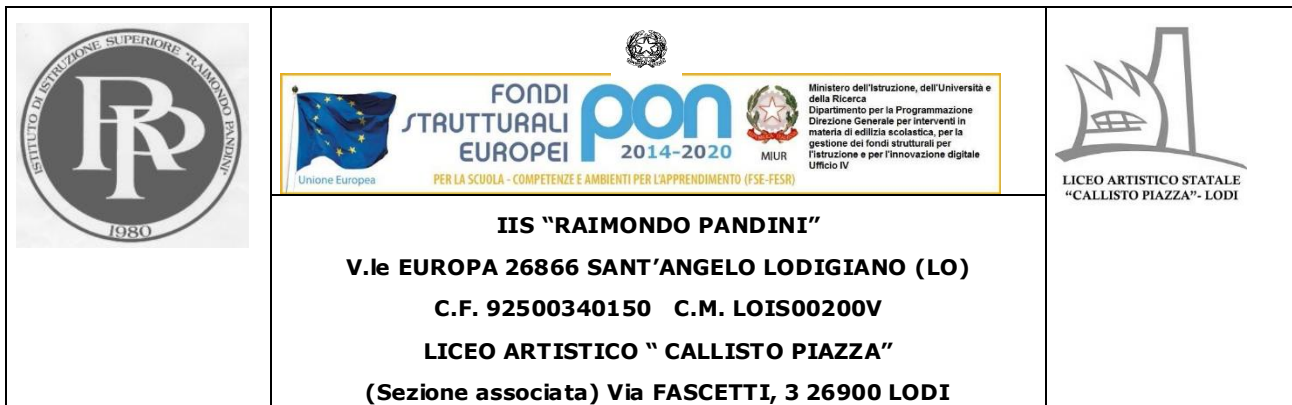 ISTITUTO DI ISTRUZIONE SUPERIORE "RAIMONDO PANDINI"
RP
1980
Unione Europea
FONDI
STRUTTURALI
EUROPEI
pon
2014-2020
MIUR
Ministero dell'Istruzione, dell'Università e
della Ricerca
Dipartimento per la Programmazione
Direzione Generale per interventi in
materia di edilizia scolastica, per la
gestione dei fondi strutturali per
l'istruzione e per l'innovazione digitale
Ufficio IV
PER LA SCUOLA - COMPETENZE E AMBIENTI PER L'APPRENDIMENTO (FSE-FESR)
LICEO ARTISTICO STATALE
"CALLISTO PIAZZA"- LODI
IIS “RAIMONDO PANDINI”
V.le EUROPA 26866 SANT’ANGELO LODIGIANO (LO)
C.F. 92500340150 C.M. LOIS00200V
LICEO ARTISTICO “ CALLISTO PIAZZA”
(Sezione associata) Via FASCETTI, 3 26900 LODI